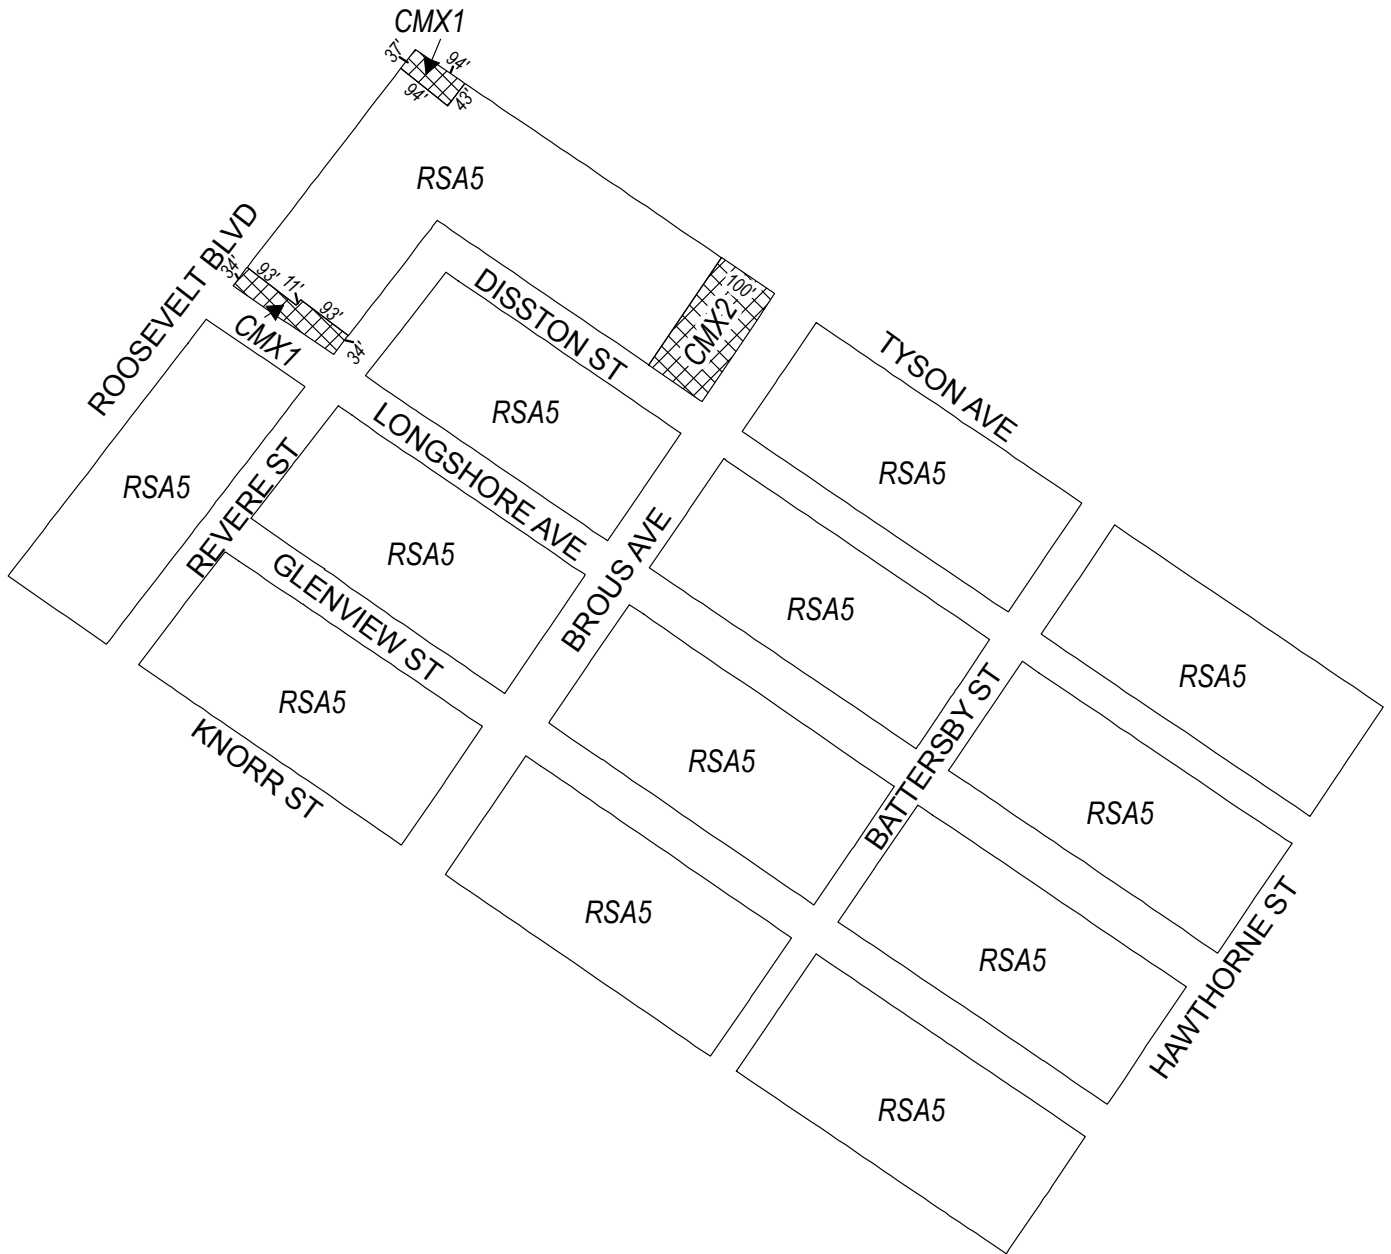 CMX1
37'
94'
94'
43'
RSA5
ROOSEVELT BLVD
34'
93'
11'
93'
34'
CMX1
DISSTON ST
100'
CMX2
TYSON AVE
RSA5
RSA5
RSA5
REVERE ST
LONGSHORE AVE
RSA5
BROUS AVE
RSA5
GLENVIEW ST
RSA5
KNORR ST
RSA5
BATTERSBY ST
RSA5
RSA5
RSA5
HAWTHORNE ST
RSA5
RSA5